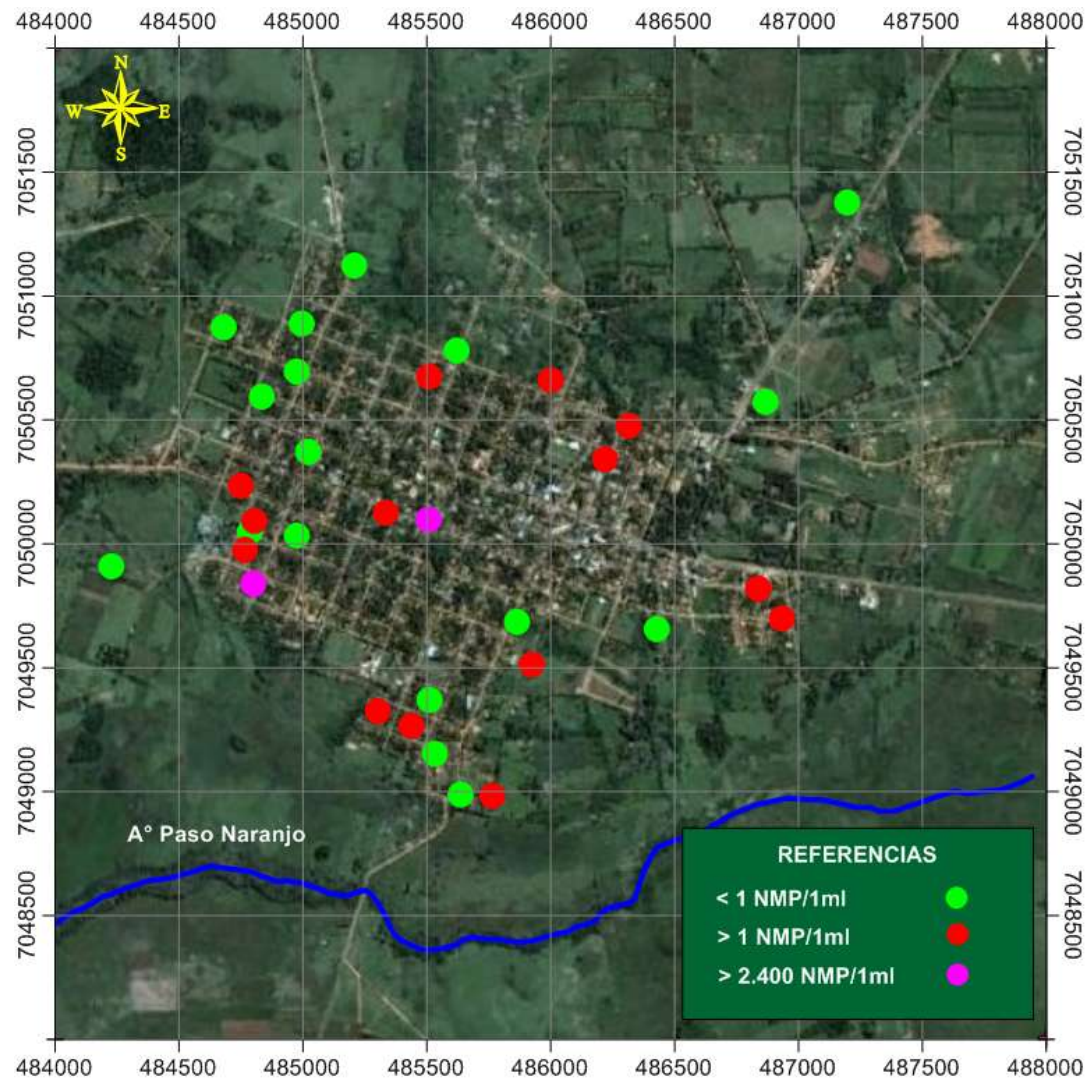 484000 484500 485000 485500 486000 486500 487000 487500 488000
N
W E
S
7051500 7051500
7051000 7051000
7050500 7050500
7050000 7050000
7049500 7049500
7049000 7049000
A° Paso Naranjo
REFERENCIAS
< 1 NMP/1ml
> 1 NMP/1ml
> 2.400 NMP/1ml
7048500 7048500
484000 484500 485000 485500 486000 486500 487000 487500 488000